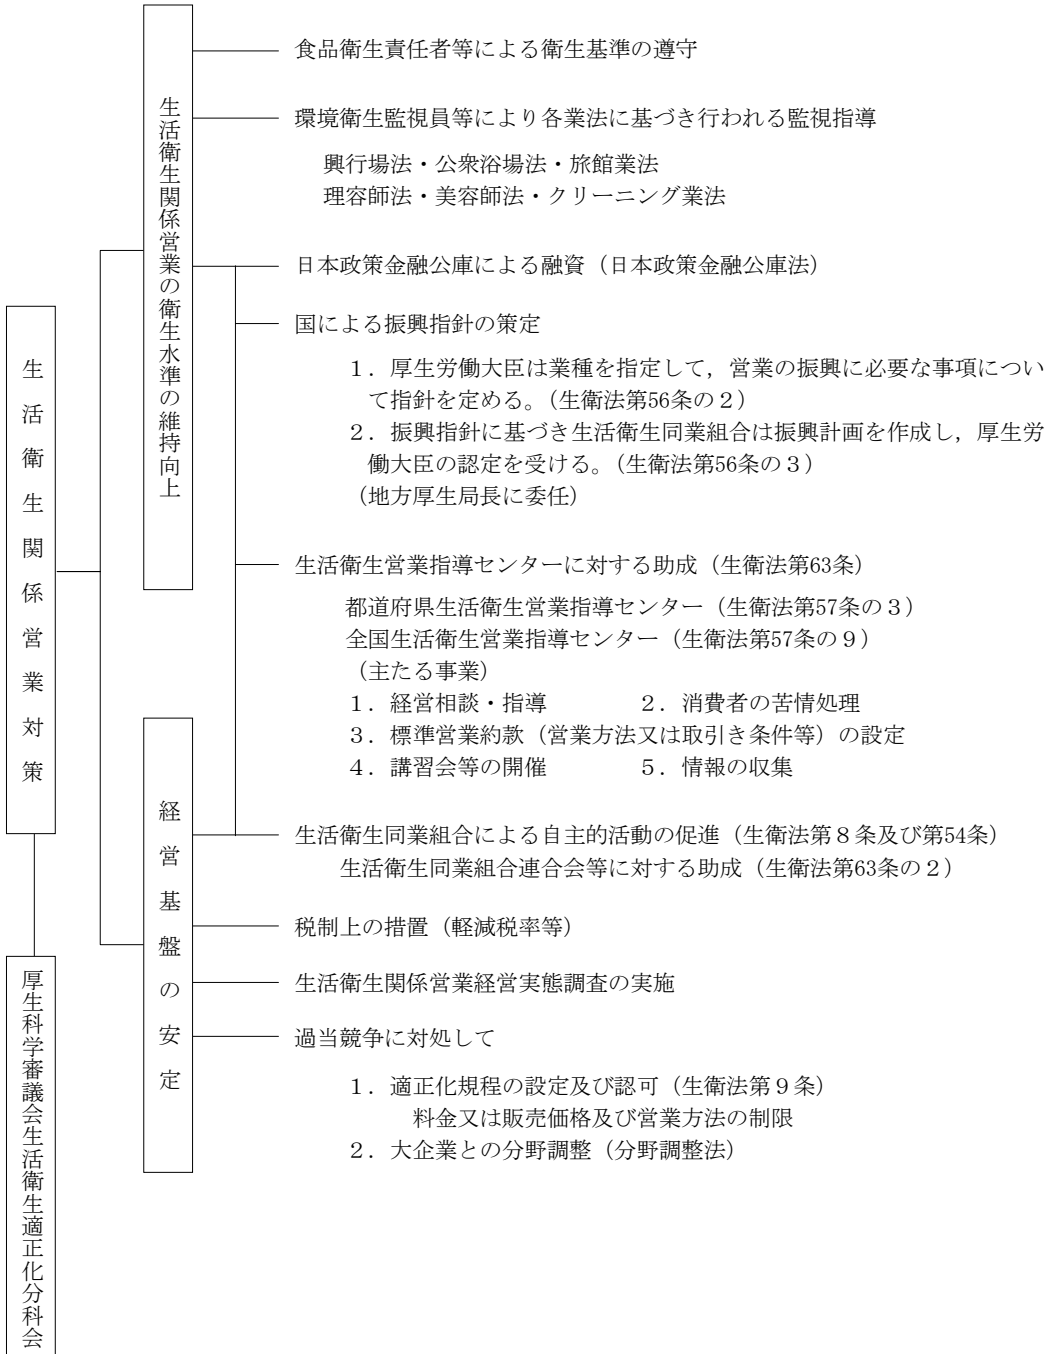 生活衛生関係営業対策
厚生科学審議会生活衛生適正化分科会
生活衛生関係営業の衛生水準の維持向上
食品衛生責任者等による衛生基準の遵守
環境衛生監視員等により各業法に基づき行われる監視指導
興行場法・公衆浴場法・旅館業法
理容師法・美容師法・クリーニング業法
日本政策金融公庫による融資（日本政策金融公庫法）
国による振興指針の策定
１．厚生労働大臣は業種を指定して，営業の振興に必要な事項につい
て指針を定める。（生衛法第56条の２）
２．振興指針に基づき生活衛生同業組合は振興計画を作成し，厚生労
働大臣の認定を受ける。（生衛法第56条の３）
（地方厚生局長に委任）
生活衛生営業指導センターに対する助成（生衛法第63条）
都道府県生活衛生営業指導センター（生衛法第57条の３）
全国生活衛生営業指導センター（生衛法第57条の９）
（主たる事業）
１．経営相談・指導　２．消費者の苦情処理
３．標準営業約款（営業方法又は取引き条件等）の設定
４．講習会等の開催　５．情報の収集
経営基盤の安定
生活衛生同業組合による自主的活動の促進（生衛法第８条及び第54条）
生活衛生同業組合連合会等に対する助成（生衛法第63条の２）
税制上の措置（軽減税率等）
生活衛生関係営業経営実態調査の実施
過当競争に対処して
１．適正化規程の設定及び認可（生衛法第９条）
料金又は販売価格及び営業方法の制限
２．大企業との分野調整（分野調整法）